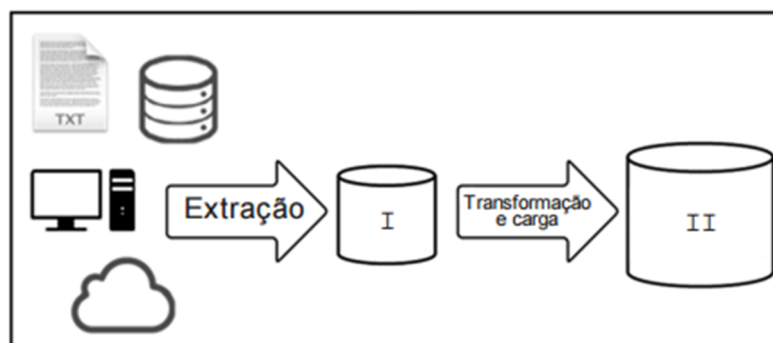 TXT
Extração
I
Transformação
e carga
II